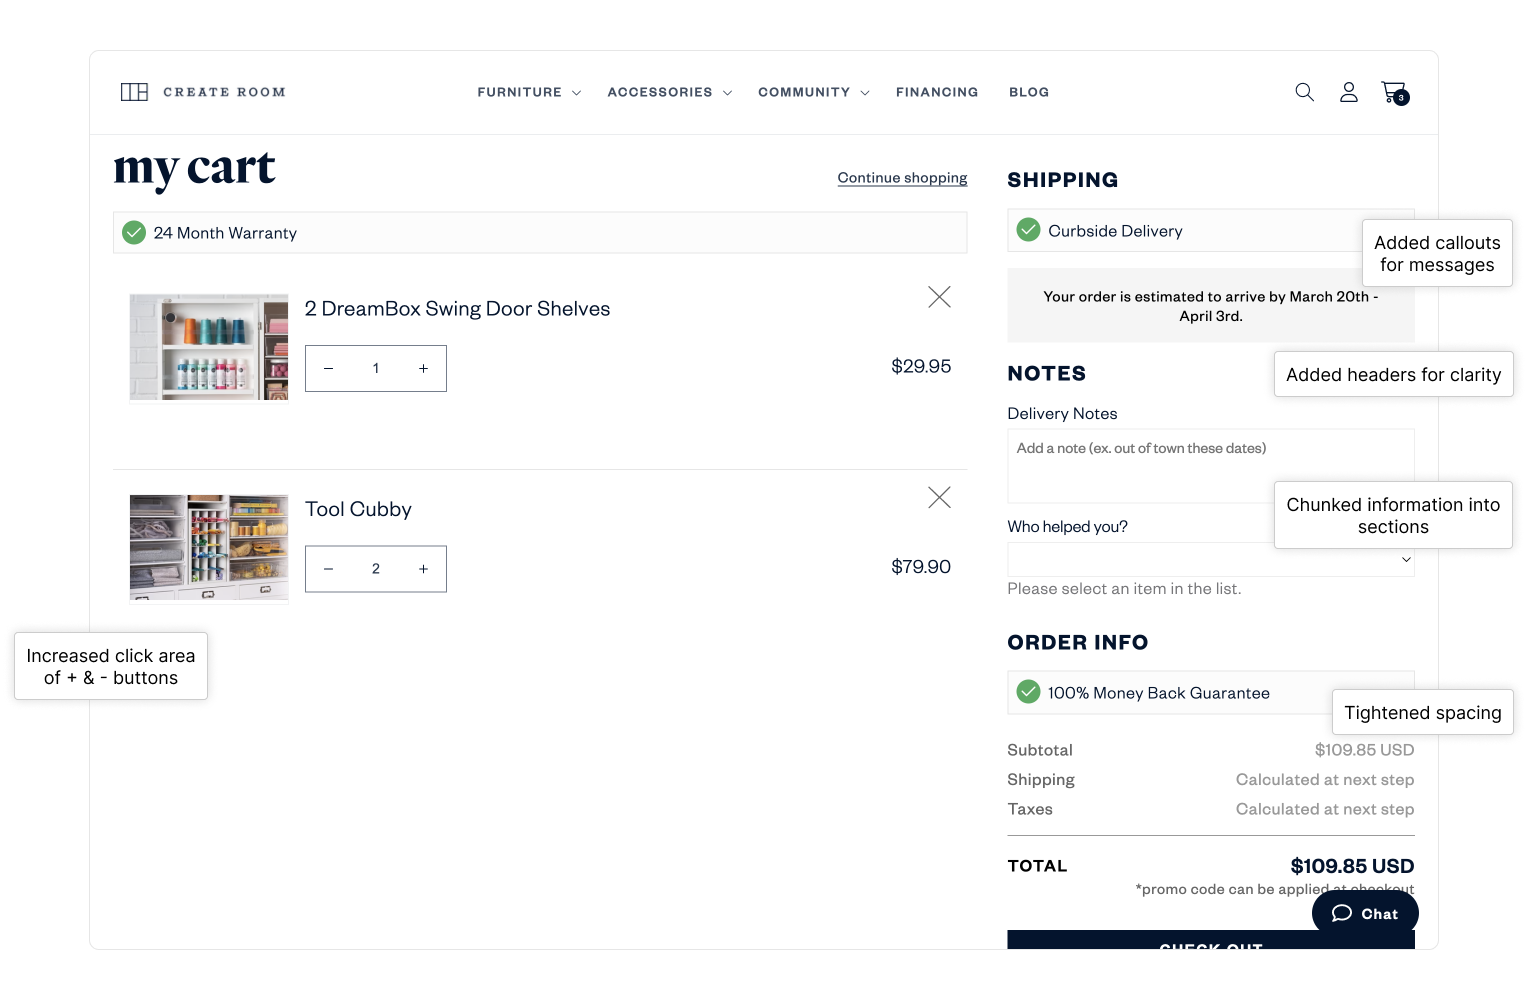 CREATE ROOM
FURNITURE
ACCESSORIES
COMMUNITY
FINANCING
BLOG
3
my cart
Continue shopping
24 Month Warranty
2 DreamBox Swing Door Shelves
− 1 +
$29.95
Tool Cubby
− 2 +
$79.90
Increased click area
of + & - buttons
SHIPPING
Curbside Delivery
Added callouts
for messages
Your order is estimated to arrive by March 20th -
April 3rd.
NOTES
Added headers for clarity
Delivery Notes
Add a note (ex. out of town these dates)
Chunked information into
sections
Who helped you?
Please select an item in the list.
ORDER INFO
100% Money Back Guarantee
Tightened spacing
Subtotal $109.85 USD
Shipping Calculated at next step
Taxes Calculated at next step
TOTAL $109.85 USD
*promo code can be applied at checkout
Chat
CHECK OUT